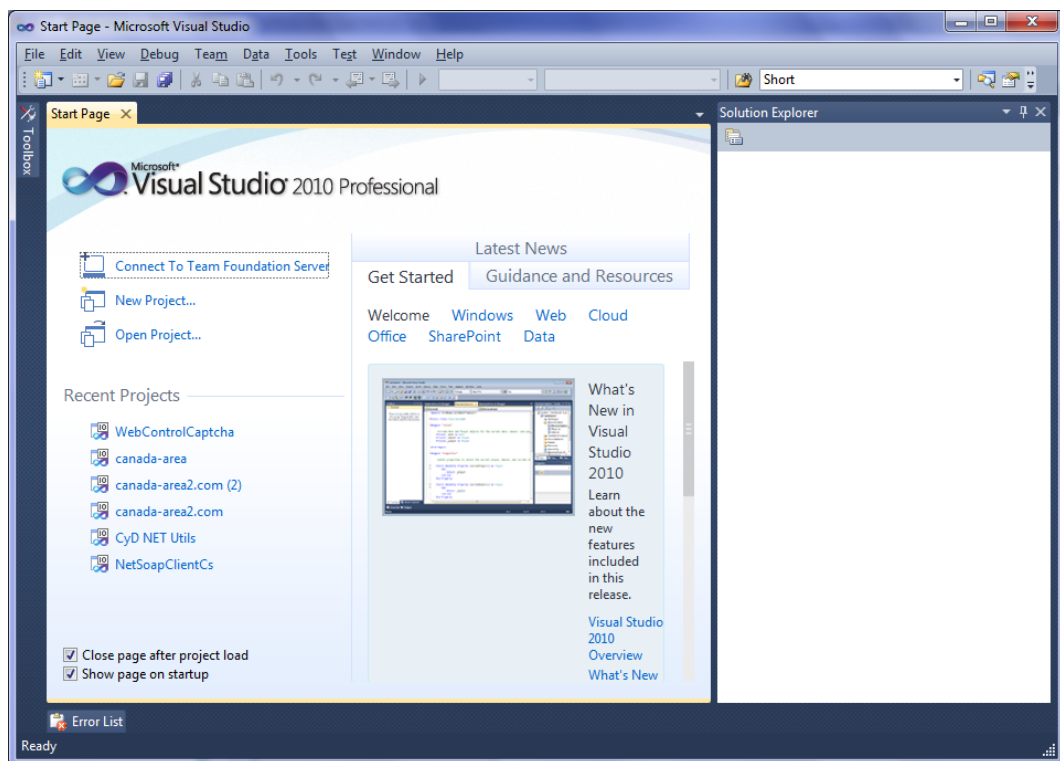 Start Page - Microsoft Visual Studio
File Edit View Debug Team Data Tools Test Window Help
Short
Toolbox
Start Page
Solution Explorer
Microsoft
Visual Studio 2010 Professional
Connect To Team Foundation Server
New Project...
Open Project...
Recent Projects
WebControlCaptcha
canada-area
canada-area2.com (2)
canada-area2.com
CyD NET Utils
NetSoapClientCs
Close page after project load
Show page on startup
Latest News
Get Started Guidance and Resources
Welcome Windows Web Cloud
Office SharePoint Data
What's
New in
Visual
Studio
2010
Learn
about the
new
features
included
in this
release.
Visual Studio
2010
Overview
What's New
Error List
Ready